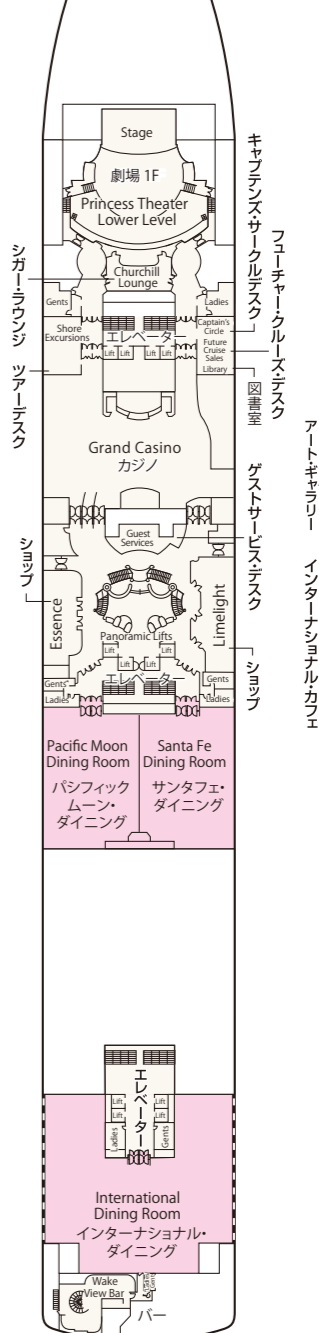 Stage
劇場 1F
Princess Theater
Lower Level
キャプテンズ・サークルデスク
フューチャー・クルーズ・デスク
シガー・ラウンジ
Churchill
Lounge
Gents
Ladies
Shore
Excursions
エレベーター
Lift
Lift
Lift
Lift
Captain's
Circle
Future
Cruise
Sales
Library
図書室
ツアーデスク
Grand Casino
カジノ
アート・ギャラリー
インターナショナル・カフェ
ゲストサービス・デスク
Guest
Services
ショップ
Essence
Limelight
ショップ
Panoramic Lifts
Lift
Lift
Lift
Lift
エレベーター
Gents
Ladies
Gents
Ladies
Pacific Moon
Dining Room
パシフィック
ムーン・
ダイニング
Santa Fe
Dining Room
サンタフェ・
ダイニング
エレベーター
Lift
Lift
Lift
Lift
Ladies
Gents
International
Dining Room
インターナショナル・
ダイニング
Wake
View Bar
Ladies
Gents
バー